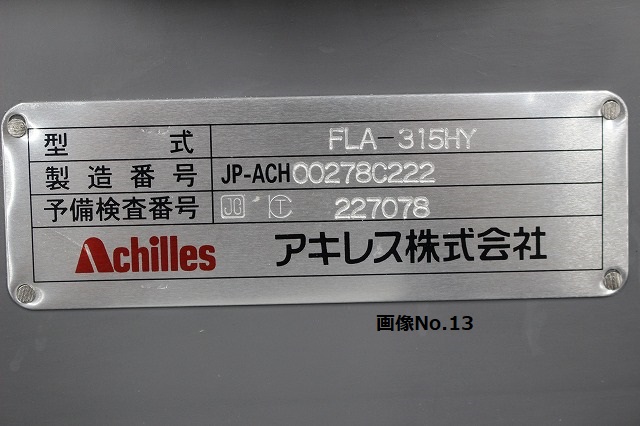 型 式 FLA-315HY
製造番号 JP-ACH00278C222
予備検査番号 JG 227078
Achilles アキレス株式会社
画像No.13